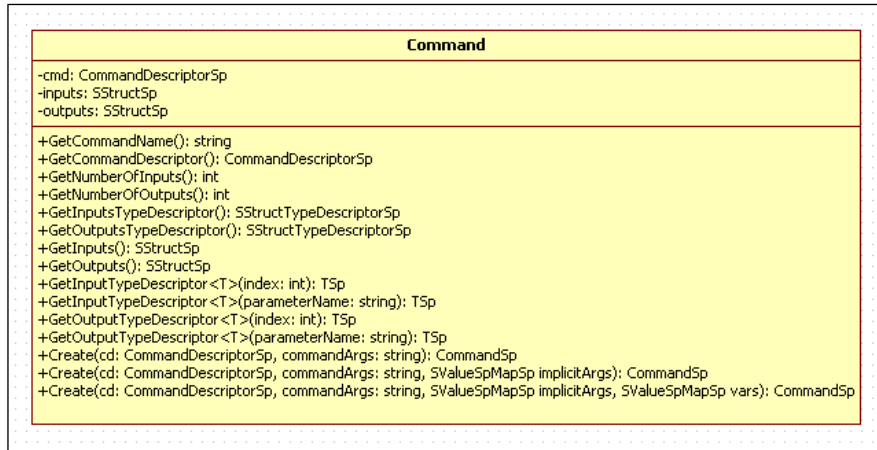 Command
-cmd: CommandDescriptorSp
-inputs: SStructSp
-outputs: SStructSp
+GetCommandName(): string
+GetCommandDescriptor(): CommandDescriptorSp
+GetNumberOfInputs(): int
+GetNumberOfOutputs(): int
+GetInputsTypeDescriptor(): SStructTypeDescriptorSp
+GetOutputsTypeDescriptor(): SStructTypeDescriptorSp
+GetInputs(): SStructSp
+GetOutputs(): SStructSp
+GetInputTypeDescriptor<T>(index: int): TSp
+GetInputTypeDescriptor<T>(parameterName: string): TSp
+GetOutputTypeDescriptor<T>(index: int): TSp
+GetOutputTypeDescriptor<T>(parameterName: string): TSp
+Create(cd: CommandDescriptorSp, commandArgs: string): CommandSp
+Create(cd: CommandDescriptorSp, commandArgs: string, SValueSpMapSp implicitArgs): CommandSp
+Create(cd: CommandDescriptorSp, commandArgs: string, SValueSpMapSp implicitArgs, SValueSpMapSp vars): CommandSp